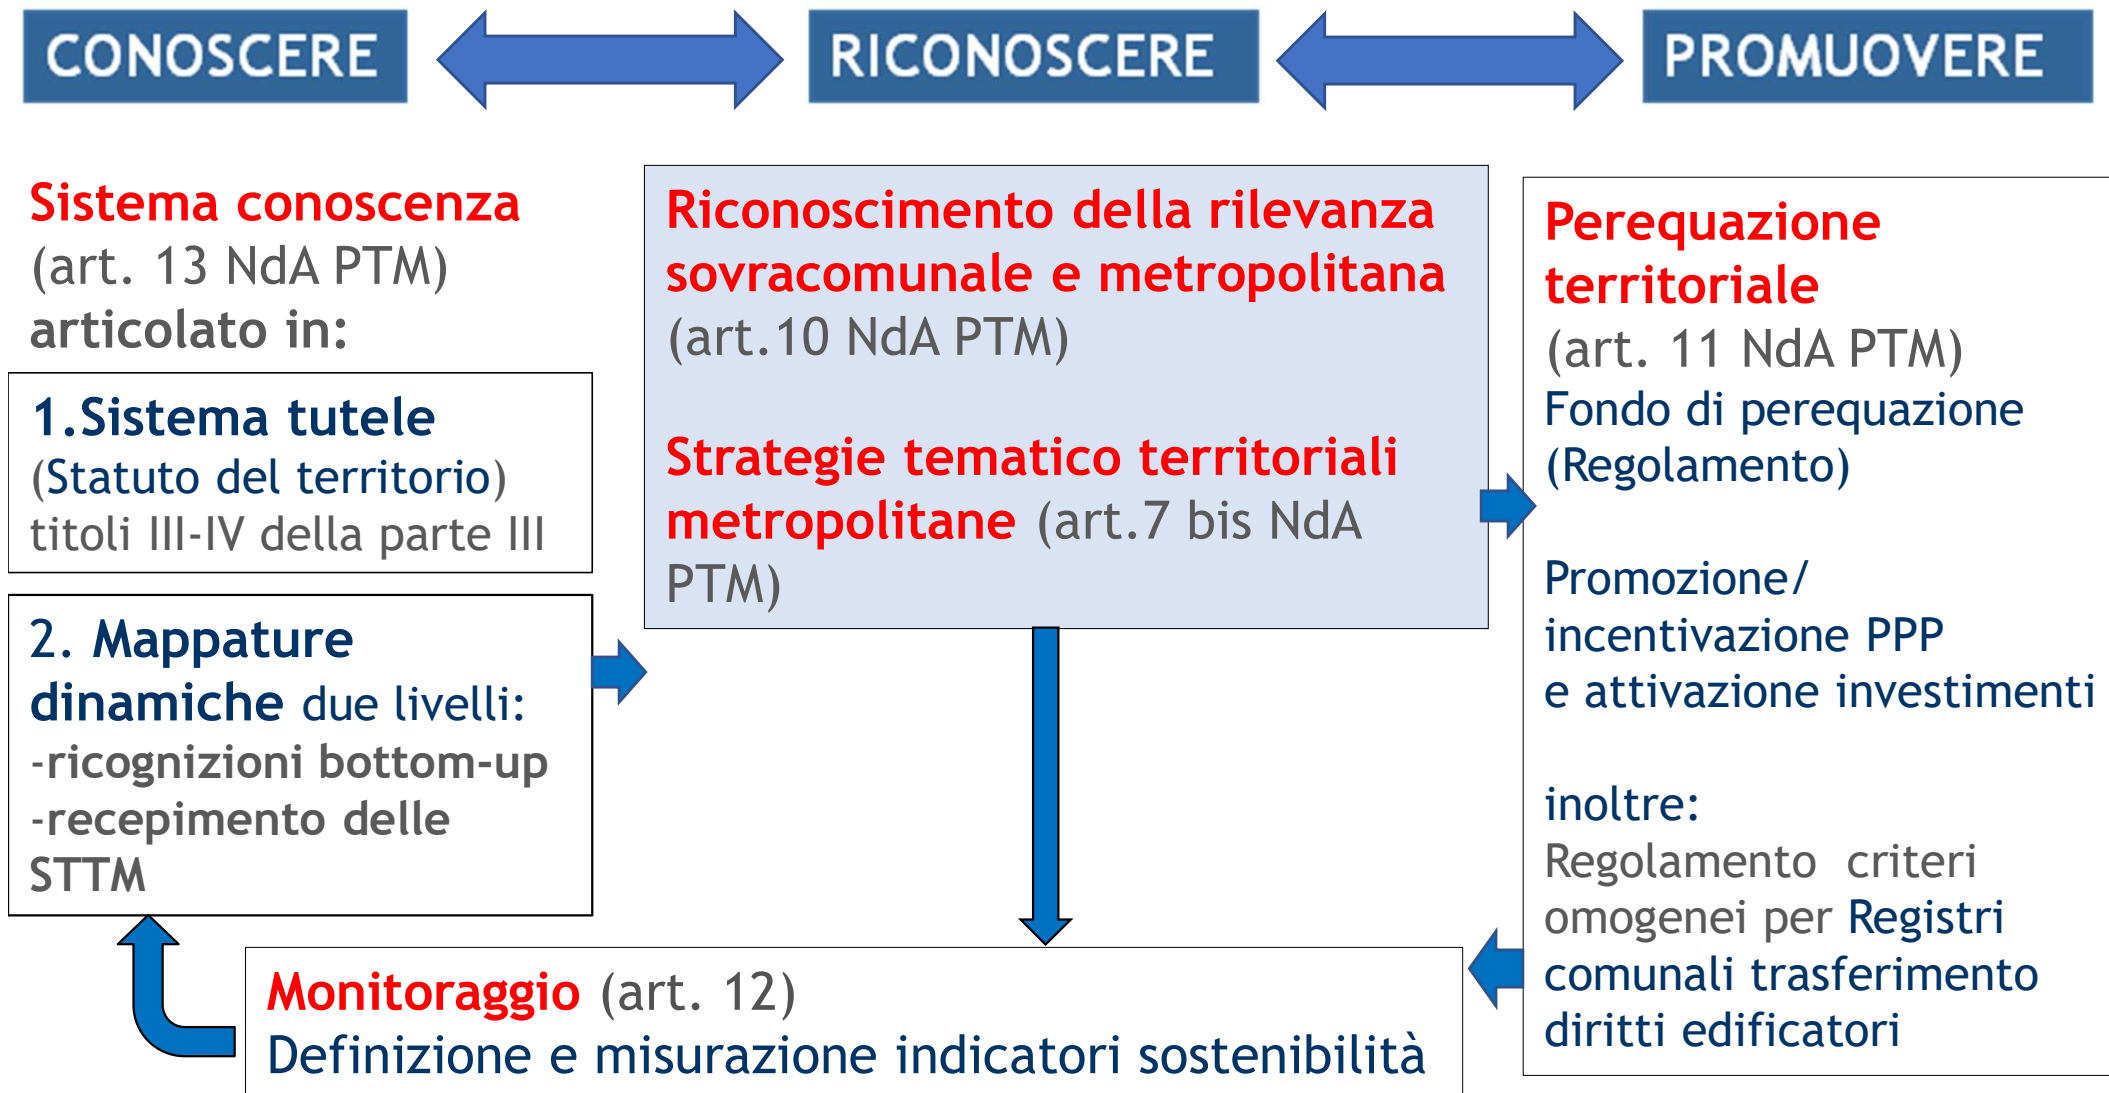 CONOSCERE
RICONOSCERE
PROMUOVERE
Sistema conoscenza
(art. 13 NdA PTM)
articolato in:
1.Sistema tutele
(Statuto del territorio)
titoli III-IV della parte III
2. Mappature
dinamiche due livelli:
-ricognizioni bottom-up
-recepimento delle
STTM
Riconoscimento della rilevanza
sovracomunale e metropolitana
(art.10 NdA PTM)
Strategie tematico territoriali
metropolitane (art.7 bis NdA
PTM)
Perequazione
territoriale
(art. 11 NdA PTM)
Fondo di perequazione
(Regolamento)
Promozione/
incentivazione PPP
e attivazione investimenti
inoltre:
Regolamento criteri
omogenei per Registri
comunali trasferimento
diritti edificatori
Monitoraggio (art. 12)
Definizione e misurazione indicatori sostenibilità